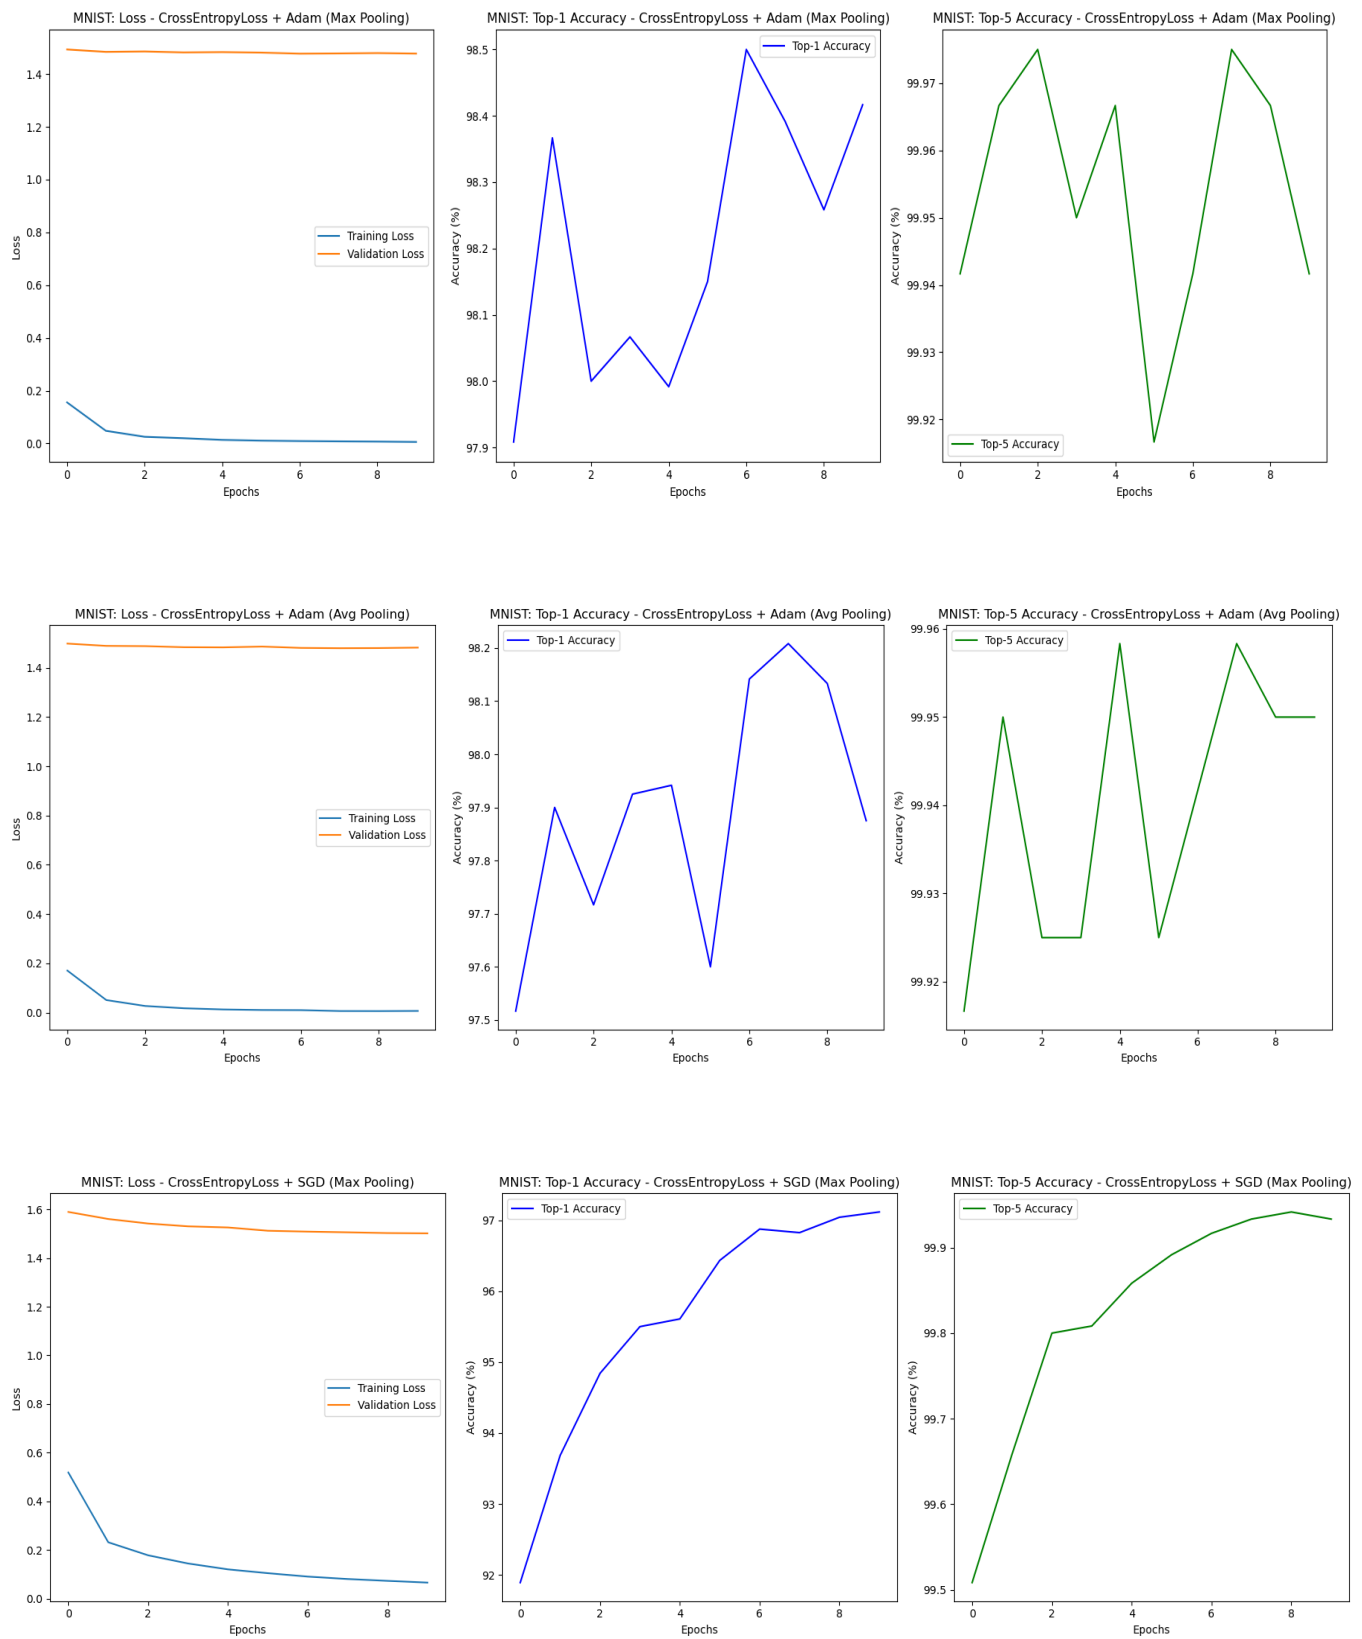 MNIST: Loss - CrossEntropyLoss + Adam (Max Pooling)
1.4
1.2
1.0
0.8
0.6
0.4
0.2
0.0
Loss
Training Loss
Validation Loss
0 2 4 6 8
Epochs
MNIST: Top-1 Accuracy - CrossEntropyLoss + Adam (Max Pooling)
98.5
98.4
98.3
98.2
98.1
98.0
97.9
Accuracy (%)
Top-1 Accuracy
0 2 4 6 8
Epochs
MNIST: Top-5 Accuracy - CrossEntropyLoss + Adam (Max Pooling)
99.97
99.96
99.95
99.94
99.93
99.92
Accuracy (%)
Top-5 Accuracy
0 2 4 6 8
Epochs
MNIST: Loss - CrossEntropyLoss + Adam (Avg Pooling)
1.4
1.2
1.0
0.8
0.6
0.4
0.2
0.0
Loss
Training Loss
Validation Loss
0 2 4 6 8
Epochs
MNIST: Top-1 Accuracy - CrossEntropyLoss + Adam (Avg Pooling)
98.2
98.1
98.0
97.9
97.8
97.7
97.6
97.5
Accuracy (%)
Top-1 Accuracy
0 2 4 6 8
Epochs
MNIST: Top-5 Accuracy - CrossEntropyLoss + Adam (Avg Pooling)
99.96
99.95
99.94
99.93
99.92
Accuracy (%)
Top-5 Accuracy
0 2 4 6 8
Epochs
MNIST: Loss - CrossEntropyLoss + SGD (Max Pooling)
1.6
1.4
1.2
1.0
0.8
0.6
0.4
0.2
0.0
Loss
Training Loss
Validation Loss
0 2 4 6 8
Epochs
MNIST: Top-1 Accuracy - CrossEntropyLoss + SGD (Max Pooling)
97
96
95
94
93
92
Accuracy (%)
Top-1 Accuracy
0 2 4 6 8
Epochs
MNIST: Top-5 Accuracy - CrossEntropyLoss + SGD (Max Pooling)
99.9
99.8
99.7
99.6
99.5
Accuracy (%)
Top-5 Accuracy
0 2 4 6 8
Epochs